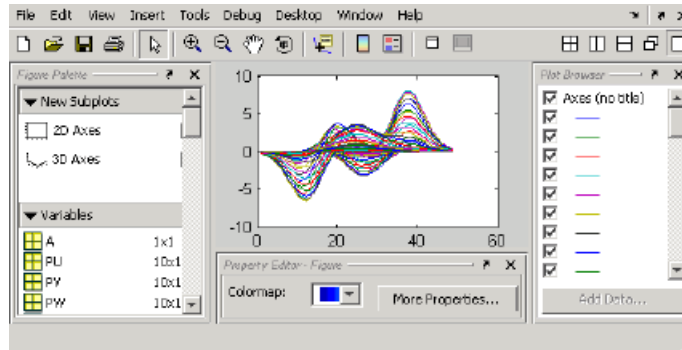 File Edit View Insert Tools Debug Desktop Window Help
Figure Palette
New Subplots
2D Axes
3D Axes
Variables
A 1x1
PU 10x1
PV 10x1
PW 10x1
10
5
0
-5
-10
0 20 40 60
Property Editor - Figure
Colormap:
More Properties...
Plot Browser
Axes (no title)
Add Data...